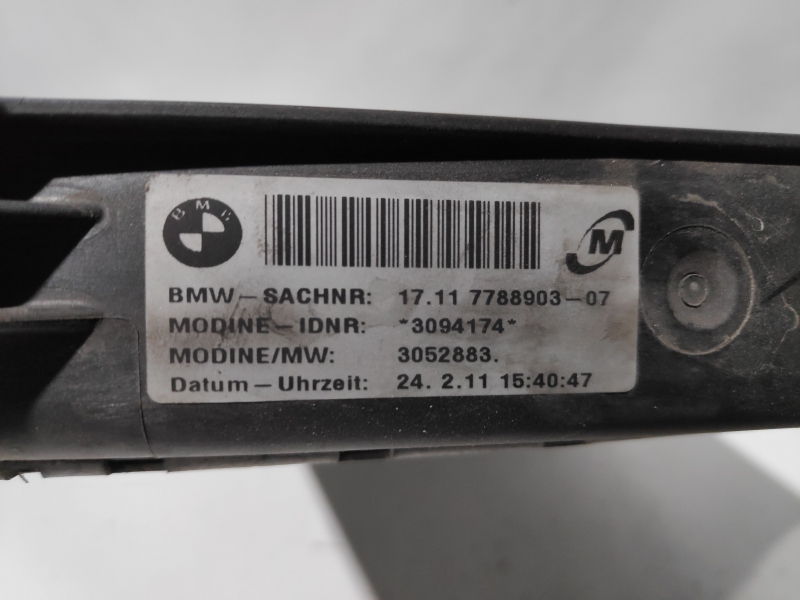 BMW
M
BMW-SACHNR: 17.11 7788903-07
MODINE-IDNR: *3094174*
MODINE/MW: 3052883.
Datum-Uhrzeit: 24. 2.11 15:40:47